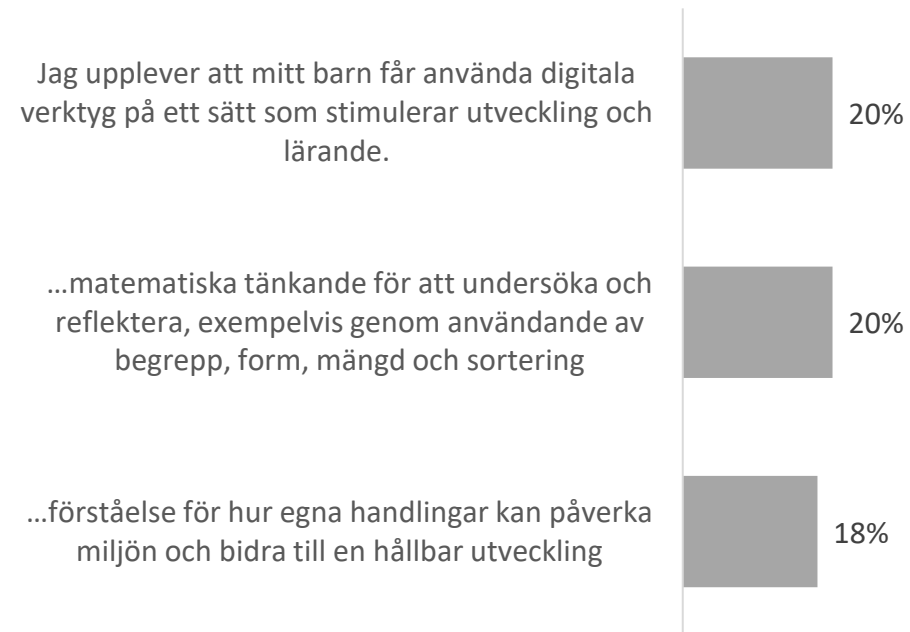 Jag upplever att mitt barn får använda digitala
verktyg på ett sätt som stimulerar utveckling och
lärande.
20%
…matematiska tänkande för att undersöka och
reflektera, exempelvis genom användande av
begrepp, form, mängd och sortering
20%
…förståelse för hur egna handlingar kan påverka
miljön och bidra till en hållbar utveckling
18%